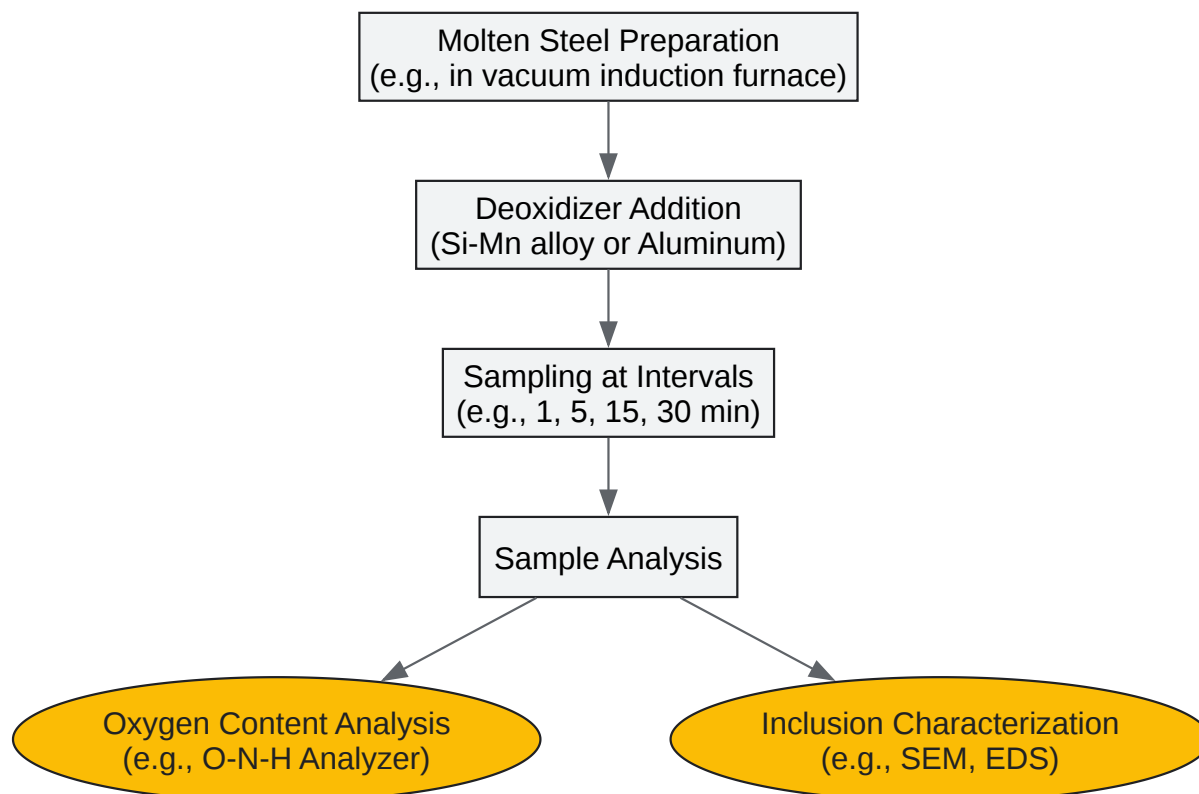 Molten Steel Preparation
(e.g., in vacuum induction furnace)
Deoxidizer Addition
(Si-Mn alloy or Aluminum)
Sampling at Intervals
(e.g., 1, 5, 15, 30 min)
Sample Analysis
Oxygen Content Analysis
(e.g., O-N-H Analyzer)
Inclusion Characterization
(e.g., SEM, EDS)